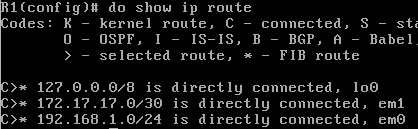 R1(config)# do show ip route
Codes: K - kernel route, C - connected, S - sta
O - OSPF, I - IS-IS, B - BGP, A - Babel,
> - selected route, * - FIB route
C>* 127.0.0.0/8 is directly connected, lo0
C>* 172.17.17.0/30 is directly connected, em1
C>* 192.168.1.0/24 is directly connected, em0